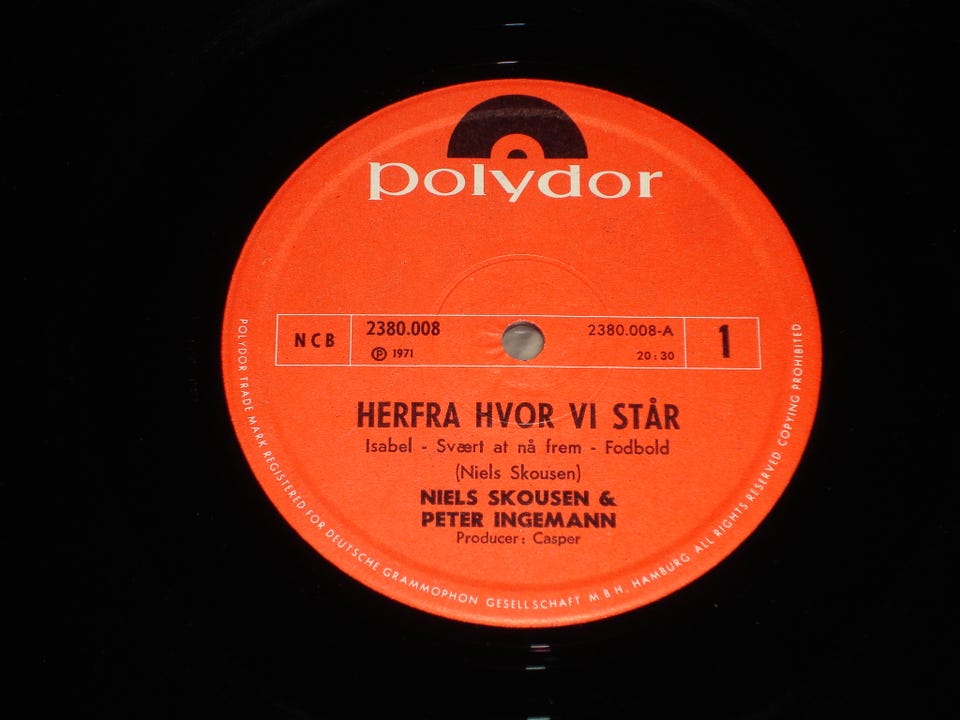 polydor
NCB
2380.008
℗ 1971
2380.008-A
20:30
1
HERFRA HVOR VI STÅR
Isabel - Svært at nå frem - Fodbold
(Niels Skousen)
NIELS SKOUSEN &
PETER INGEMANN
Producer: Casper
POLYDOR TRADE MARK REGISTERED FOR DEUTSCHE GRAMMOPHON GESELLSCHAFT M B H, HAMBURG ALL RIGHTS RESERVED COPYING PROHIBITED